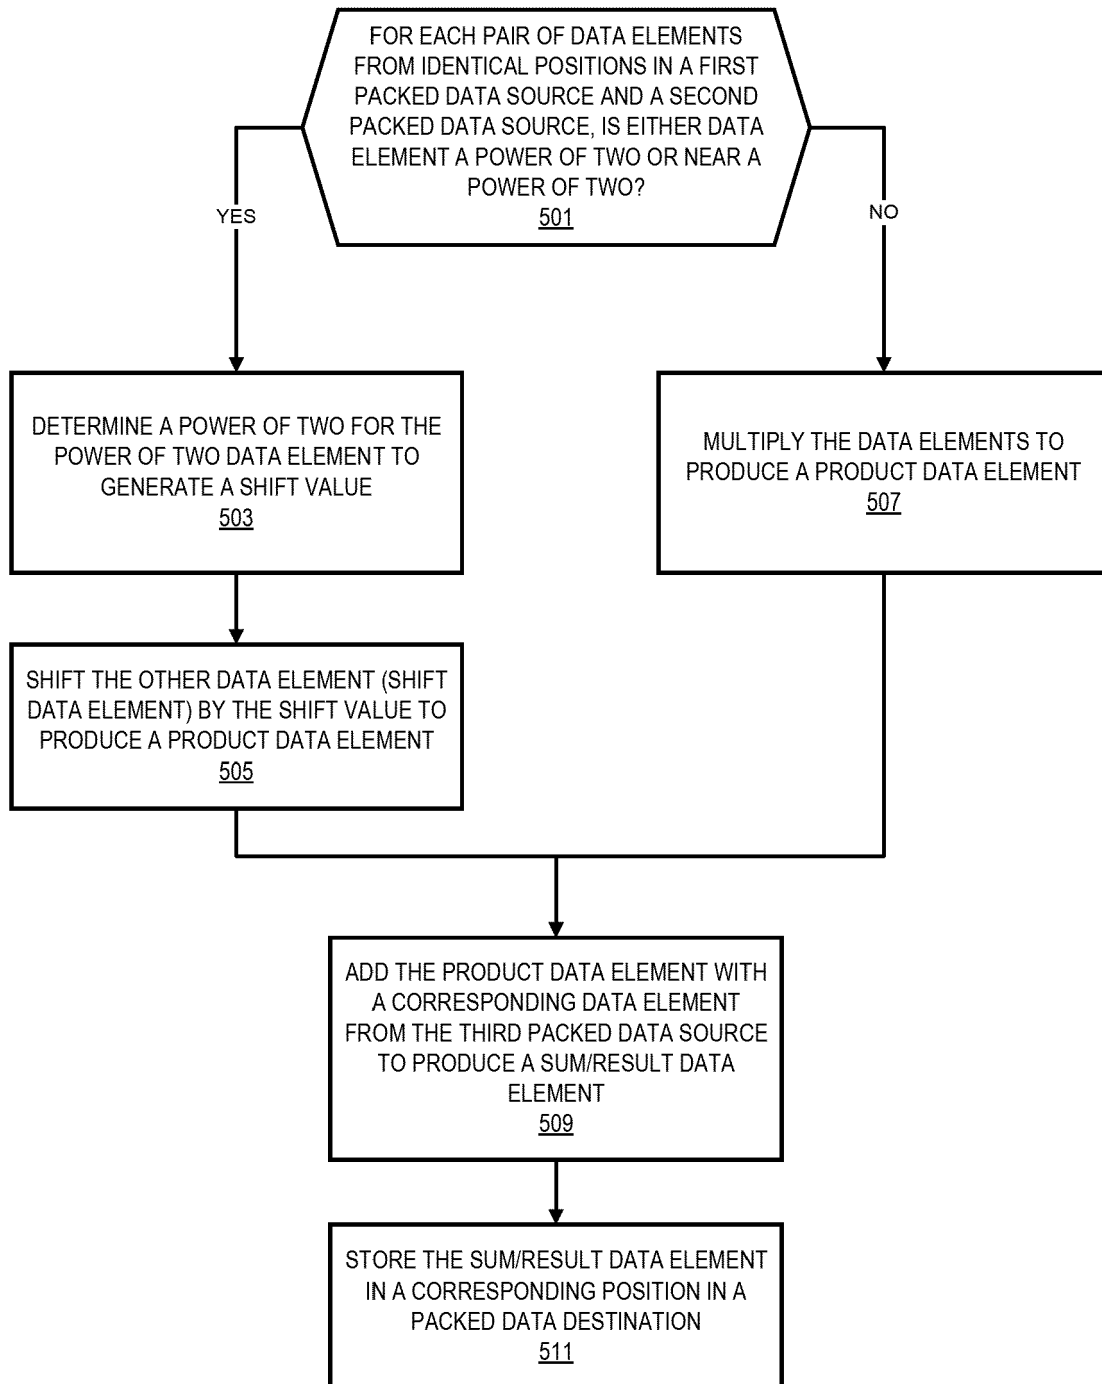 FOR EACH PAIR OF DATA ELEMENTS
FROM IDENTICAL POSITIONS IN A FIRST
PACKED DATA SOURCE AND A SECOND
PACKED DATA SOURCE, IS EITHER DATA
ELEMENT A POWER OF TWO OR NEAR A
POWER OF TWO?
501
YES
NO
DETERMINE A POWER OF TWO FOR THE
POWER OF TWO DATA ELEMENT TO
GENERATE A SHIFT VALUE
503
MULTIPLY THE DATA ELEMENTS TO
PRODUCE A PRODUCT DATA ELEMENT
507
SHIFT THE OTHER DATA ELEMENT (SHIFT
DATA ELEMENT) BY THE SHIFT VALUE TO
PRODUCE A PRODUCT DATA ELEMENT
505
ADD THE PRODUCT DATA ELEMENT WITH
A CORRESPONDING DATA ELEMENT
FROM THE THIRD PACKED DATA SOURCE
TO PRODUCE A SUM/RESULT DATA
ELEMENT
509
STORE THE SUM/RESULT DATA ELEMENT
IN A CORRESPONDING POSITION IN A
PACKED DATA DESTINATION
511